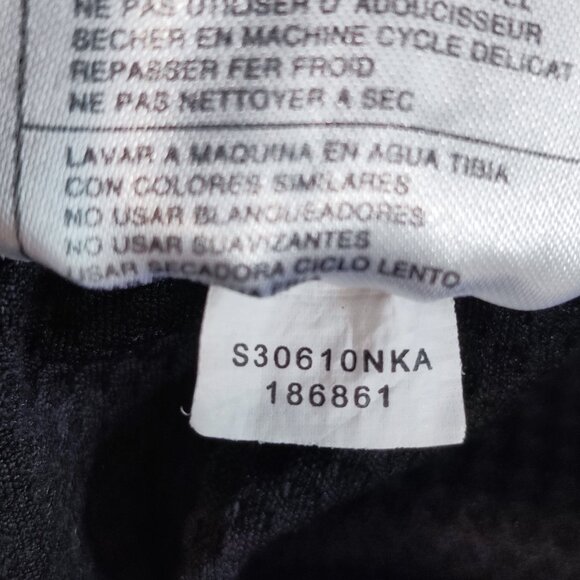 NE PAS UTILISER D'ADOUCISSEUR
SECHER EN MACHINE CYCLE DELICAT
REPASSER FER FROID
NE PAS NETTOYER A SEC
LAVAR A MAQUINA EN AGUA TIBIA
CON COLORES SIMILARES
NO USAR BLANQUEADORES
NO USAR SUAVIZANTES
USAR SECADORA CICLO LENTO
S30610NKA
186861